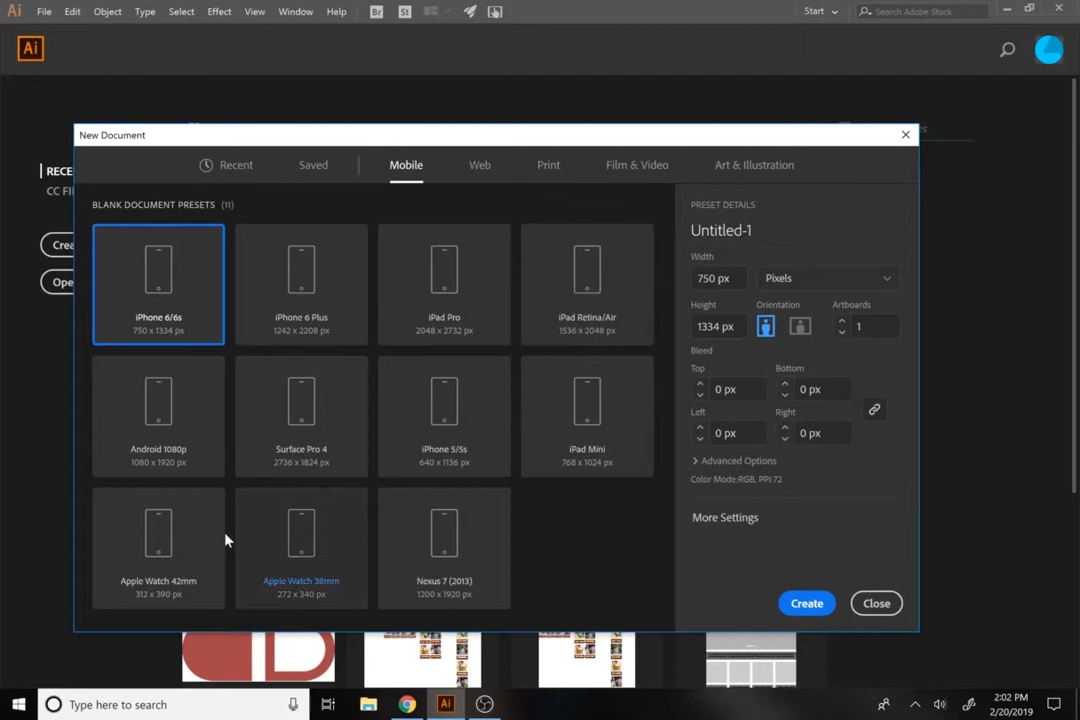 Ai File Edit Object Type Select Effect View Window Help Br St Start Search Adobe Stock
Ai
New Document
RECE
CC FI
Crea
Ope
Recent Saved Mobile Web Print Film & Video Art & Illustration
BLANK DOCUMENT PRESETS (11)
iPhone 6/6s
750 x 1334 px
iPhone 6 Plus
1242 x 2208 px
iPad Pro
2048 x 2732 px
iPad Retina/Air
1536 x 2048 px
Android 1080p
1080 x 1920 px
Surface Pro 4
2736 x 1824 px
iPhone 5/5s
640 x 1136 px
iPad Mini
768 x 1024 px
Apple Watch 42mm
312 x 390 px
Apple Watch 38mm
272 x 340 px
Nexus 7 (2013)
1200 x 1920 px
PRESET DETAILS
Untitled-1
Width
750 px Pixels
Height Orientation Artboards
1334 px 1
Bleed
Top Bottom
0 px 0 px
Left Right
0 px 0 px
Advanced Options
Color Mode:RGB, PPI:72
More Settings
Create Close
Type here to search
Ai
2:02 PM
2/20/2019